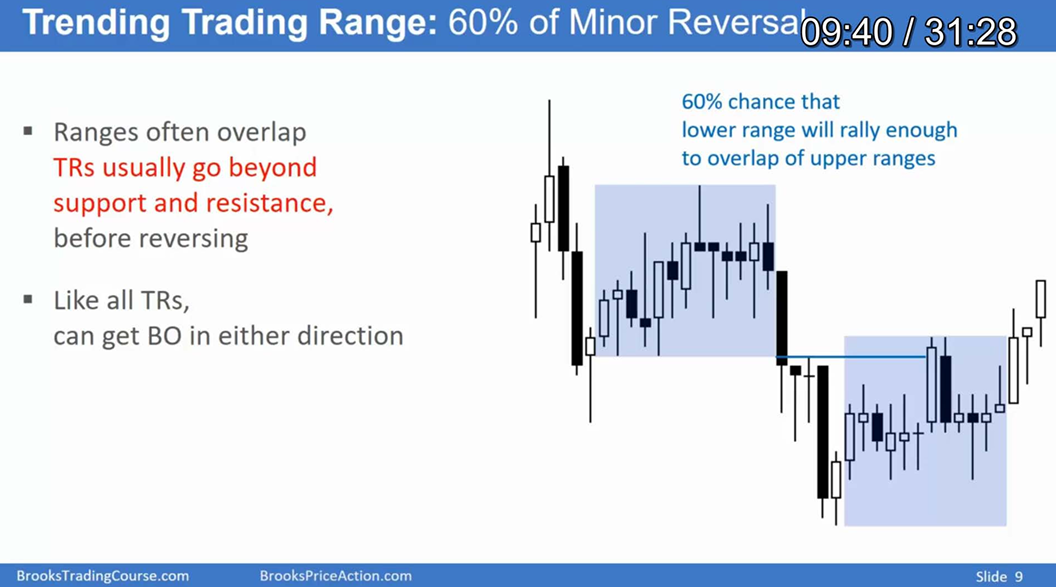 Trending Trading Range: 60% of Minor Reversal
09:40 / 31:28
▪ Ranges often overlap
TRs usually go beyond
support and resistance,
before reversing
▪ Like all TRs,
can get BO in either direction
60% chance that
lower range will rally enough
to overlap of upper ranges
BrooksTradingCourse.com
BrooksPriceAction.com
Slide 9